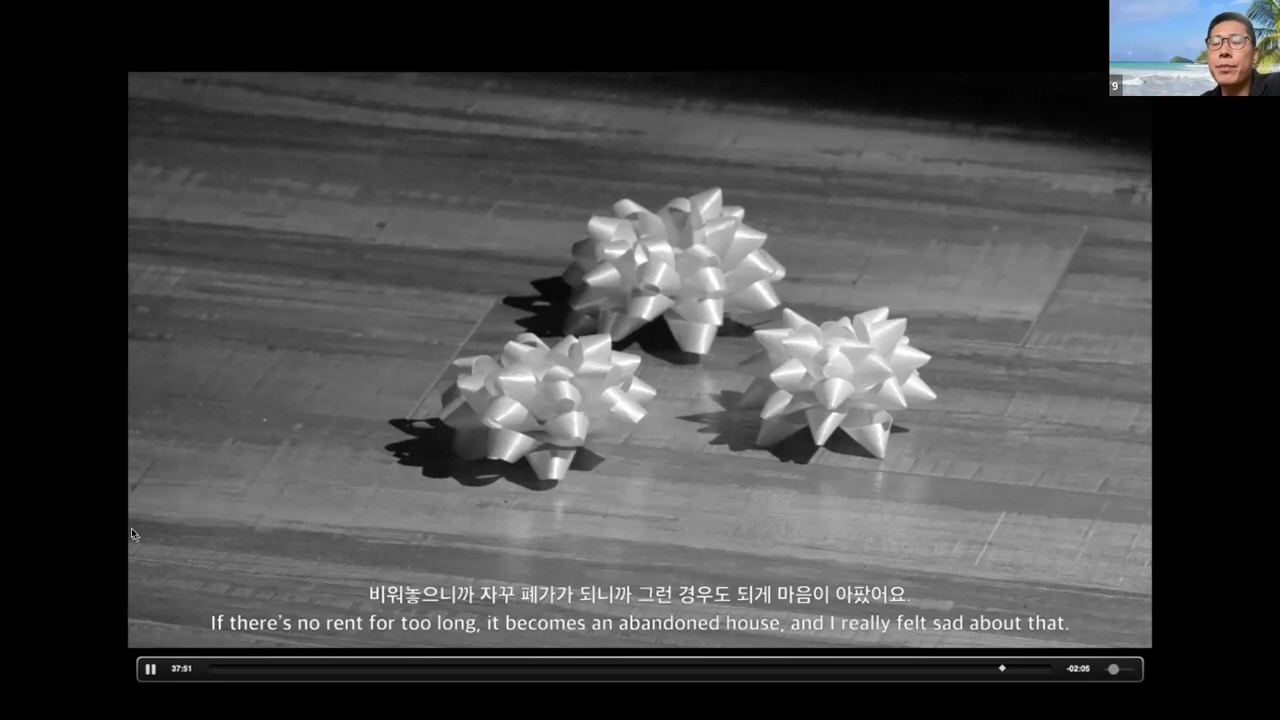 9
비워놓으니까 자꾸 폐가가 되니까 그런 경우도 되게 마음이 아팠어요.
If there's no rent for too long, it becomes an abandoned house, and I really felt sad about that.
37:51 -02:05